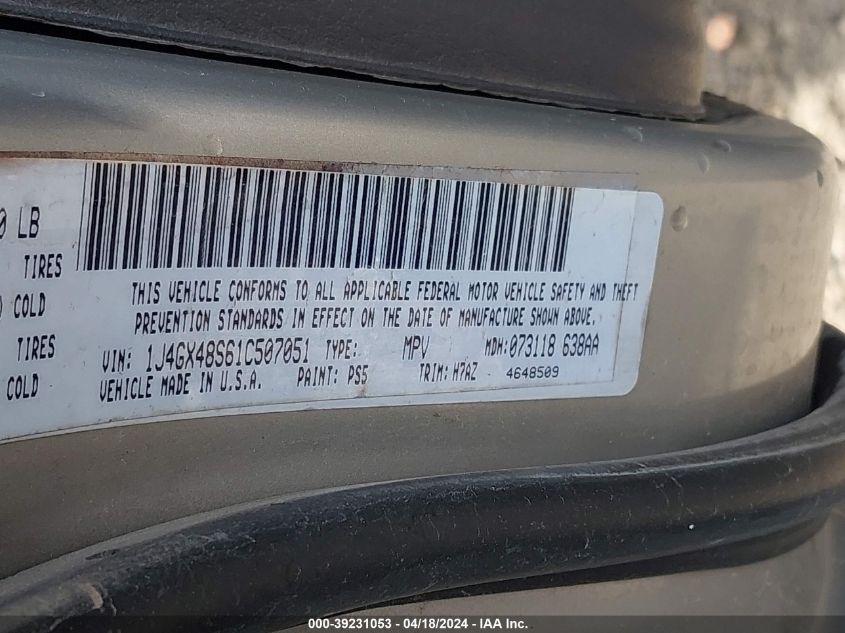 0 LB
TIRES
COLD
TIRES
COLD
THIS VEHICLE CONFORMS TO ALL APPLICABLE FEDERAL MOTOR VEHICLE SAFETY AND THEFT
PREVENTION STANDARDS IN EFFECT ON THE DATE OF MANUFACTURE SHOWN ABOVE.
VIN: 1J4GX48S61C507051 TYPE: MPV MDH: 073118 638AA
VEHICLE MADE IN U.S.A. PAINT: PS5 TRIM: H7AZ 4648509
000-39231053 - 04/18/2024 - IAA Inc.